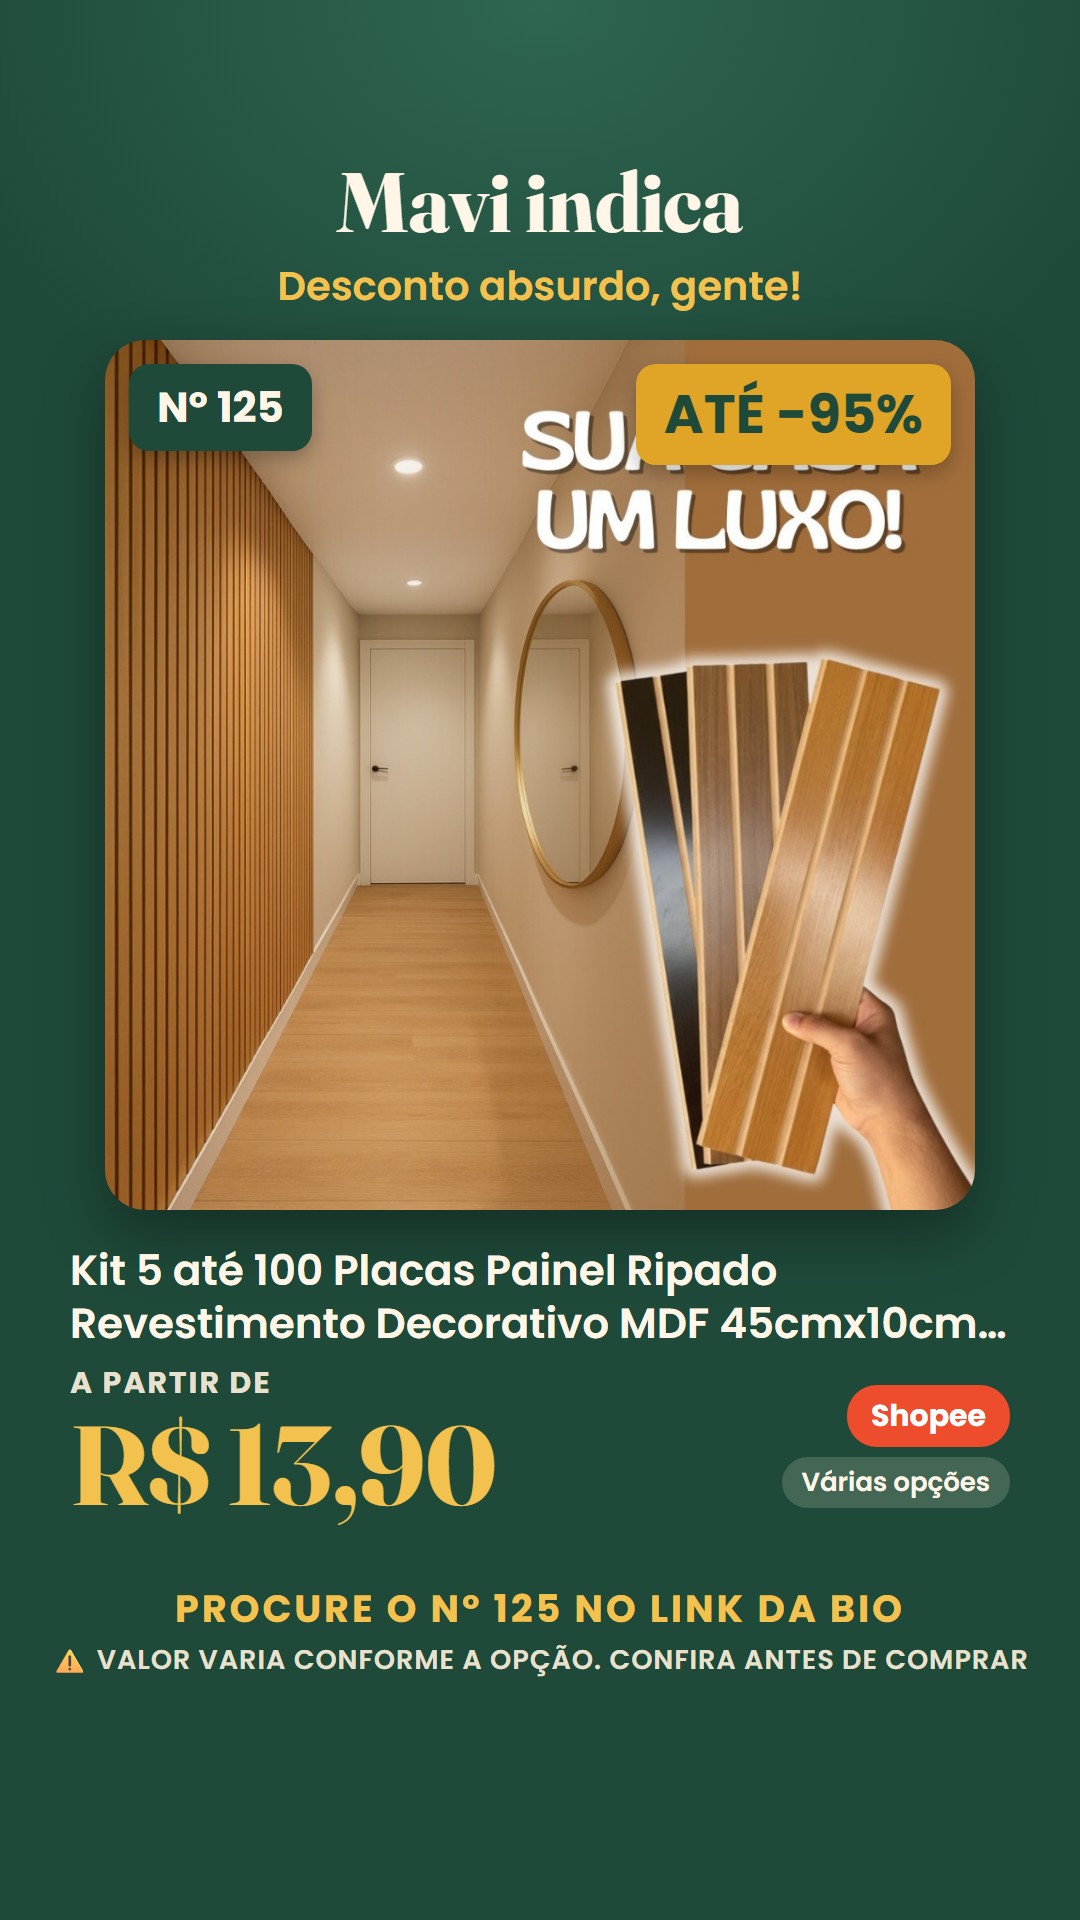 Mavi indica
Desconto absurdo, gente!
Nº 125
ATÉ -95%
UM LUXO!
Kit 5 até 100 Placas Painel Ripado
Revestimento Decorativo MDF 45cmx10cm...
A PARTIR DE
R$ 13,90
Shopee
Várias opções
PROCURE O Nº 125 NO LINK DA BIO
⚠ VALOR VARIA CONFORME A OPÇÃO. CONFIRA ANTES DE COMPRAR